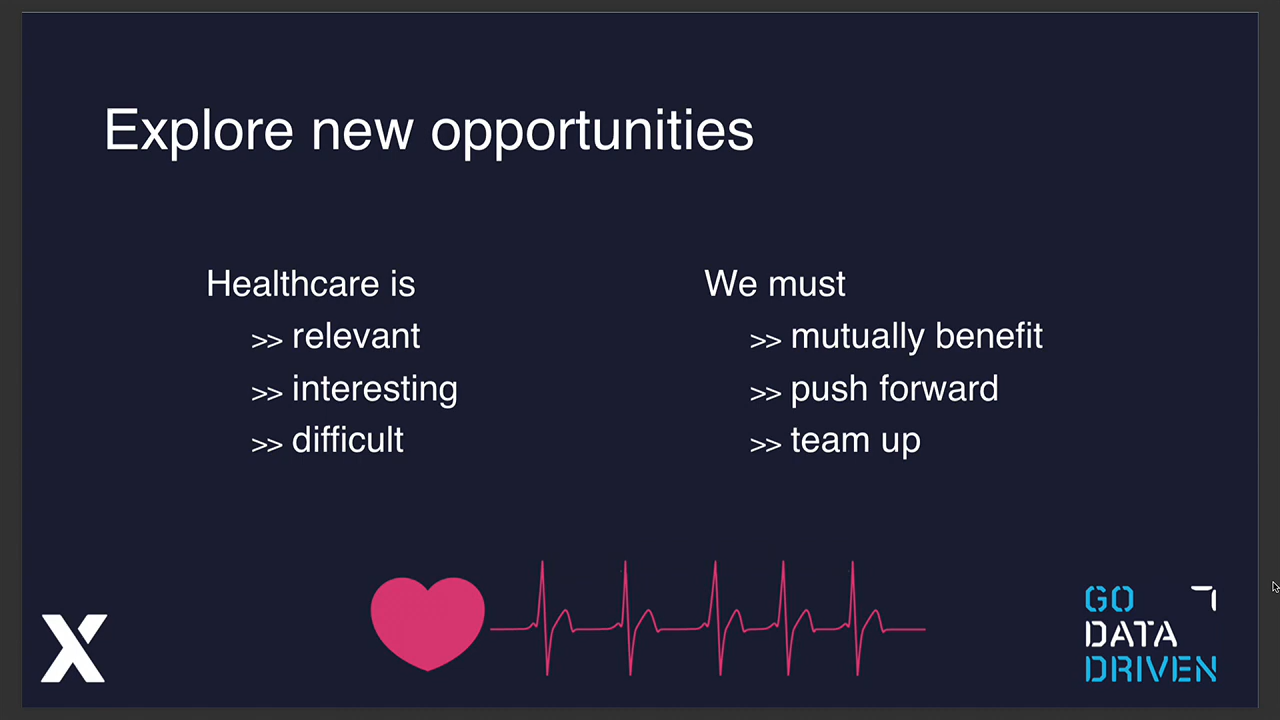 Explore new opportunities
Healthcare is
>> relevant
>> interesting
>> difficult
We must
>> mutually benefit
>> push forward
>> team up
X
GO
DATA
DRIVEN